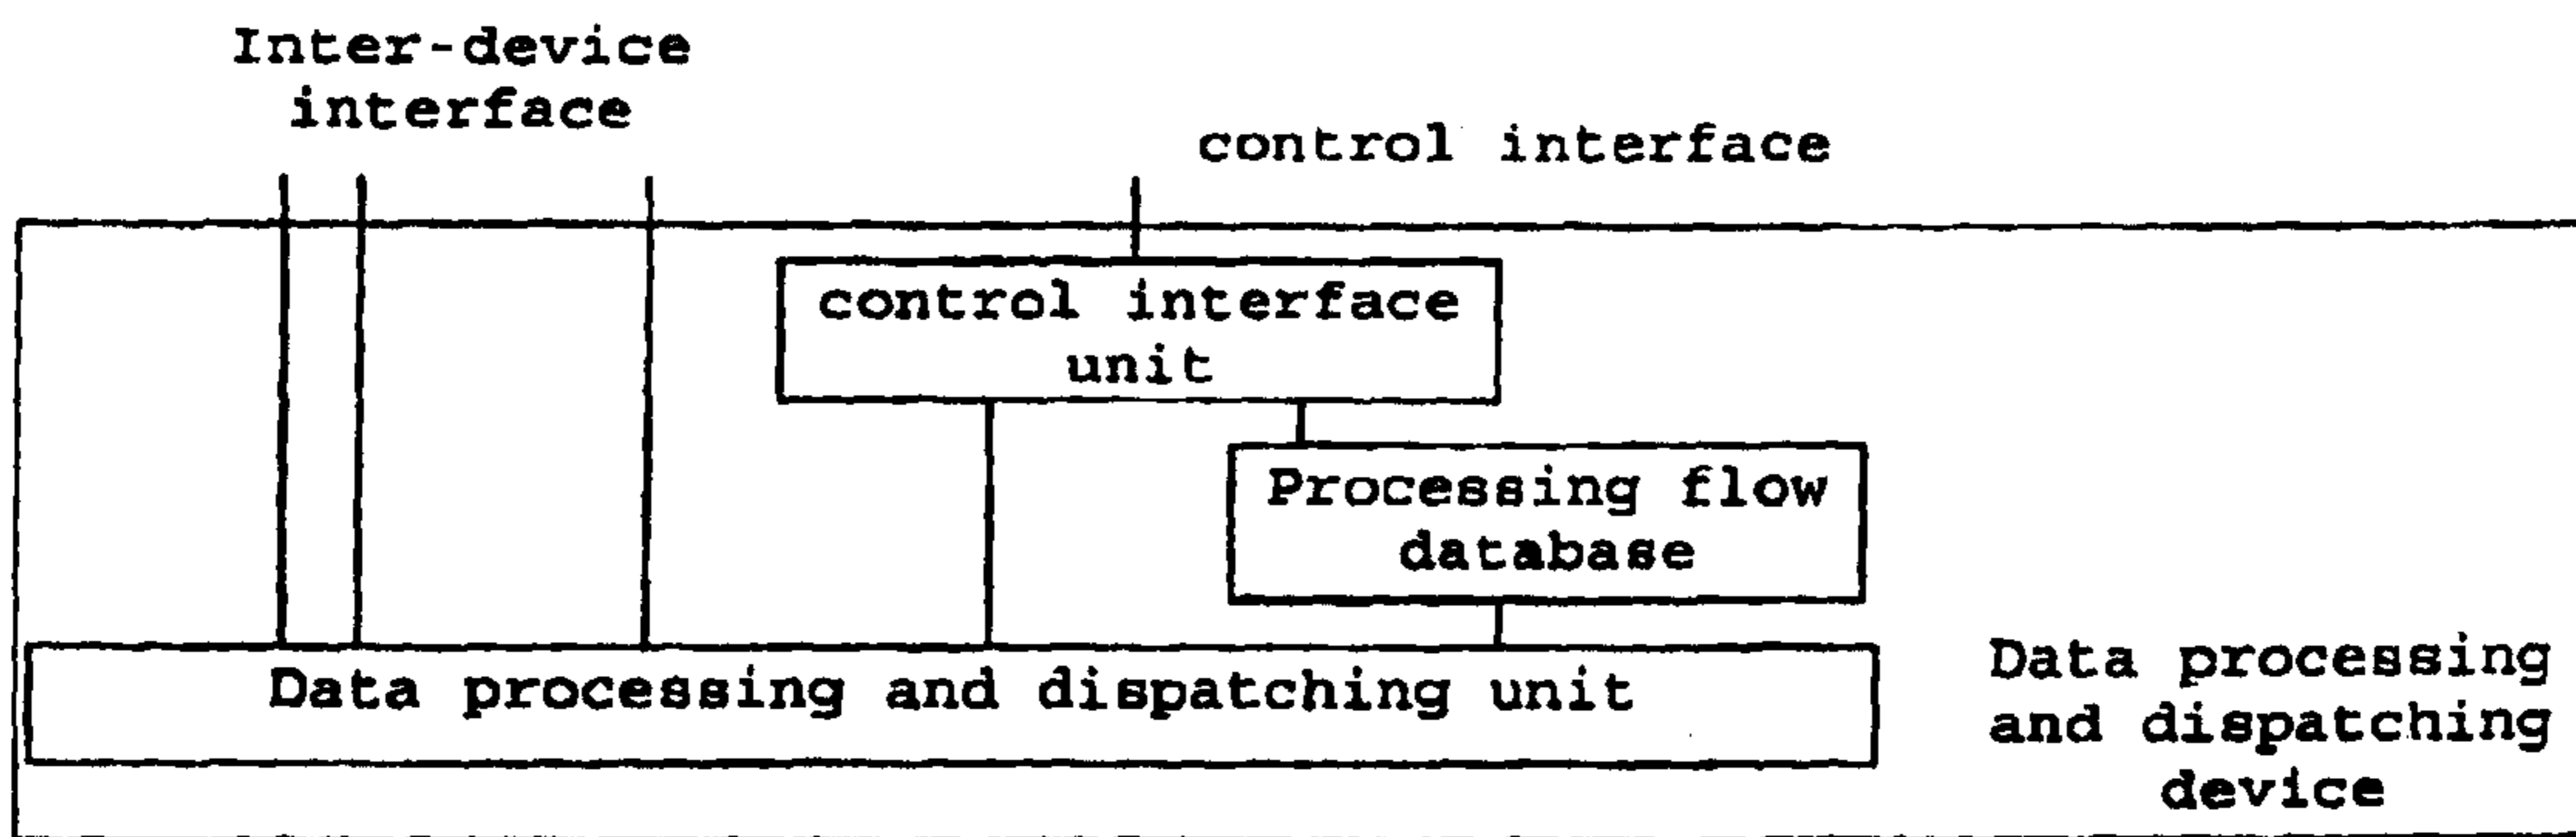 Inter-device
interface
control interface
control interface
unit
Processing flow
database
Data processing and dispatching unit
Data processing
and dispatching
device